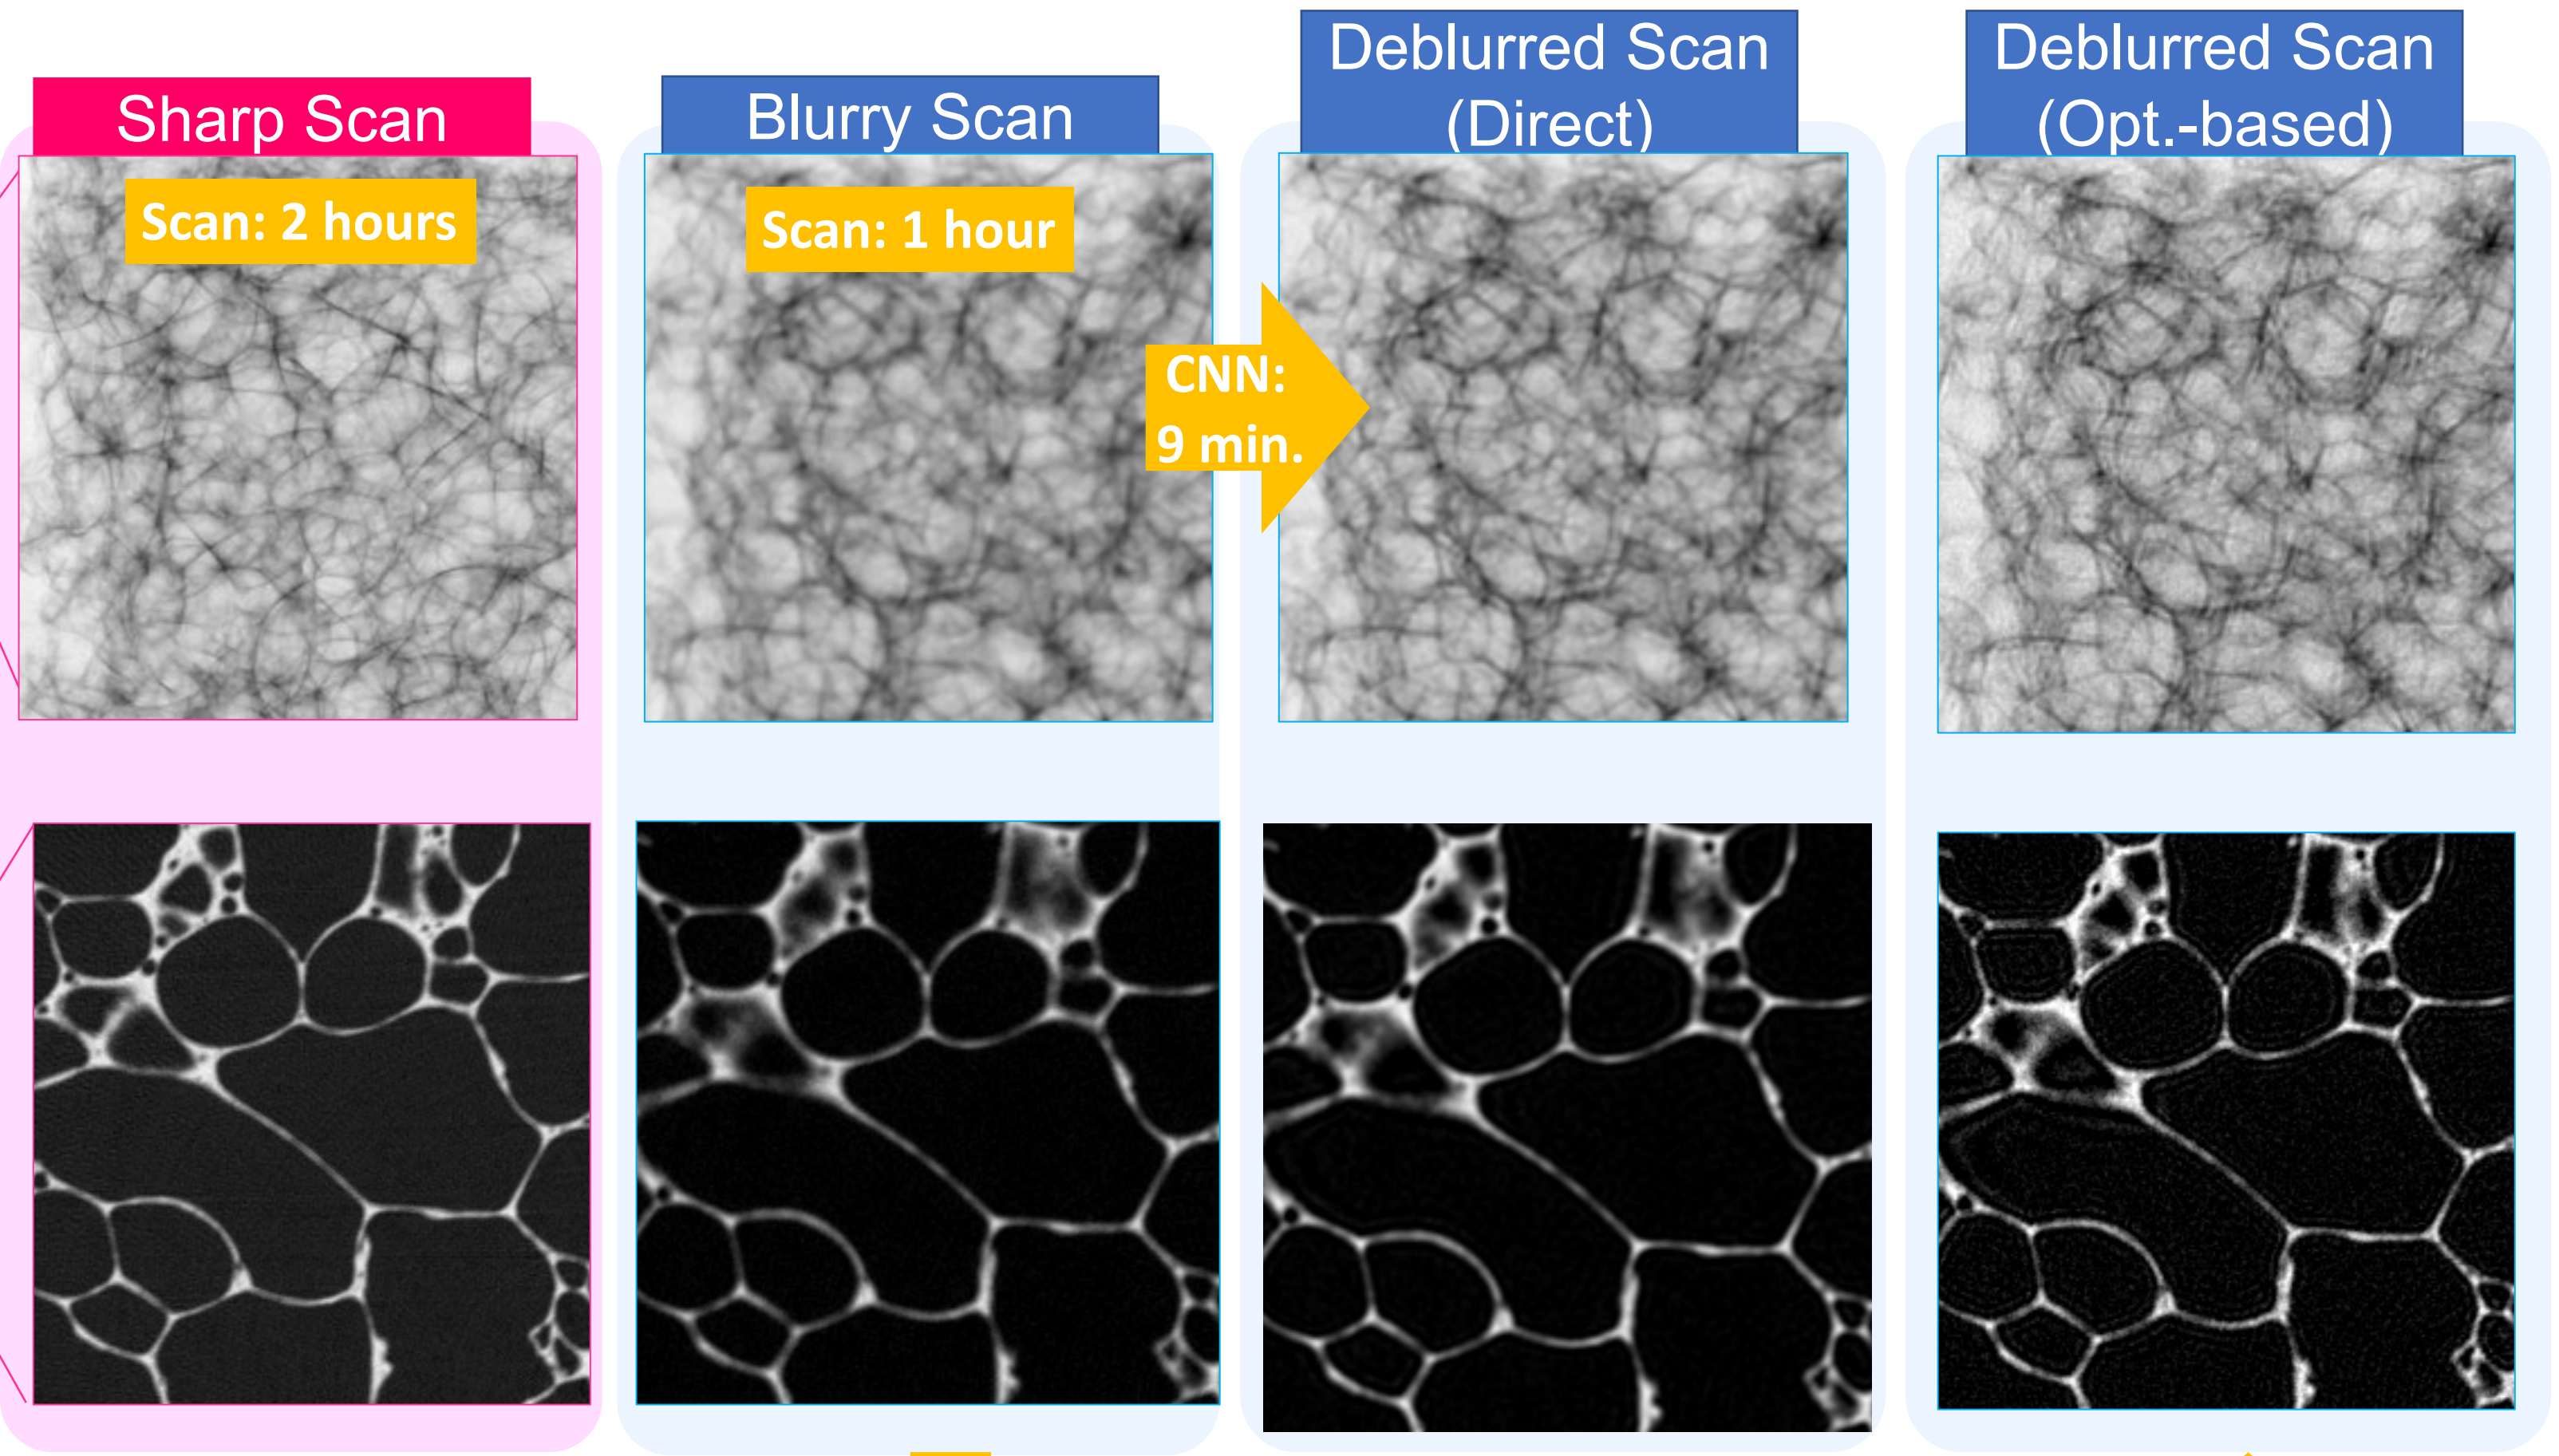 Sharp Scan
Scan: 2 hours
Blurry Scan
Scan: 1 hour
CNN:
9 min.
Deblurred Scan
(Direct)
Deblurred Scan
(Opt.-based)